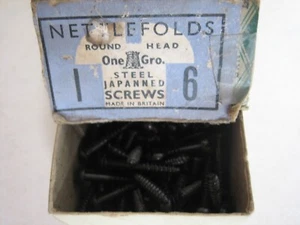 NETTLEFOLDS
ROUND HEAD
One Gro.
1 STEEL 6
JAPANNED
SCREWS
MADE IN BRITAIN